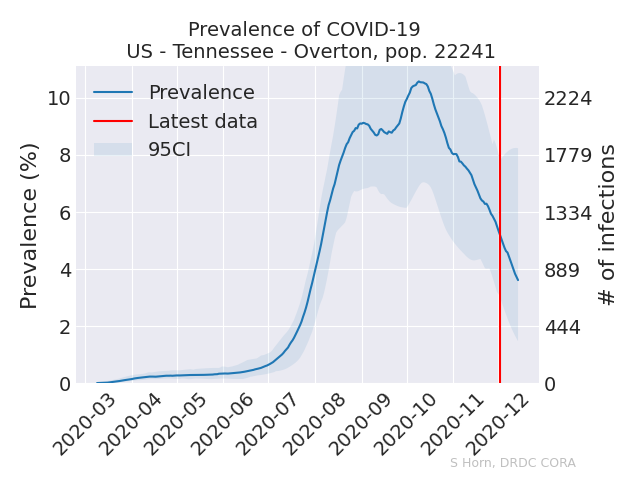 Prevalence of COVID-19
US - Tennessee - Overton, pop. 22241
Prevalence
Latest data
95CI
Prevalence (%)
10
8
6
4
2
0
2224
1779
1334
889
444
0
# of infections
2020-03
2020-04
2020-05
2020-06
2020-07
2020-08
2020-09
2020-10
2020-11
2020-12
S Horn, DRDC CORA